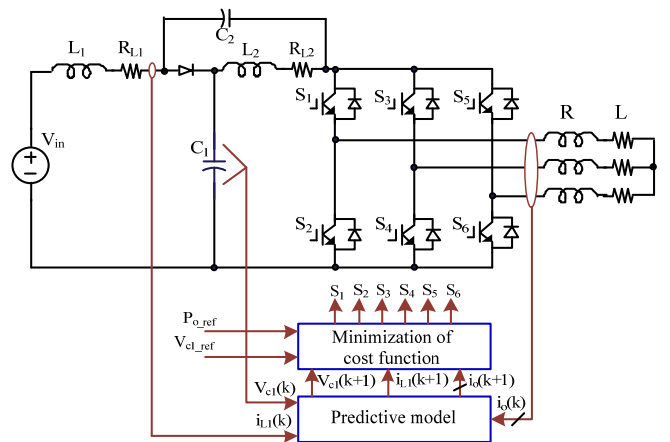 C2
L1 RL1 L2 RL2
S1 S3 S5
R L
Vin
C1
S2 S4 S6
S1 S2 S3 S4 S5 S6
Po_ref
Vc1_ref
Minimization of
cost function
Vc1(k) Vc1(k+1) iL1(k+1) io(k+1)
iL1(k)
Predictive model
io(k)